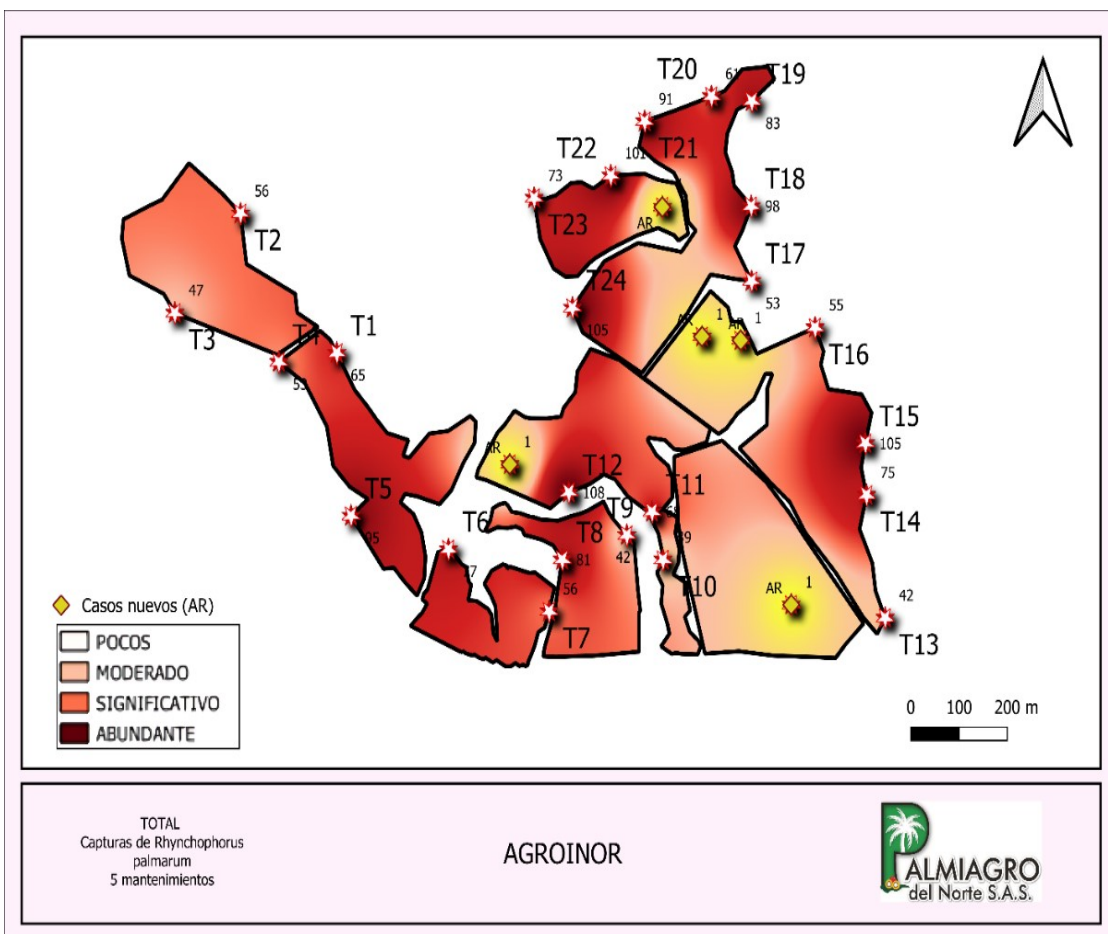 T20
61
T19
91
83
T22
101
T21
73
T18
98
56
AR
T23
T2
T17
T24
53
47
55
T3
105
AR
1
AR
1
T16
T1
65
T15
105
AR
1
75
T12
T11
T14
108
T5
T9
95
T6
T8
81
42
39
T10
56
T7
AR
1
42
T13
Casos nuevos (AR)
POCOS
MODERADO
SIGNIFICATIVO
ABUNDANTE
0 100 200 m
TOTAL
Capturas de Rhynchophorus
palmarum
5 mantenimientos
AGROINOR
PALMIAGRO
del Norte S.A.S.